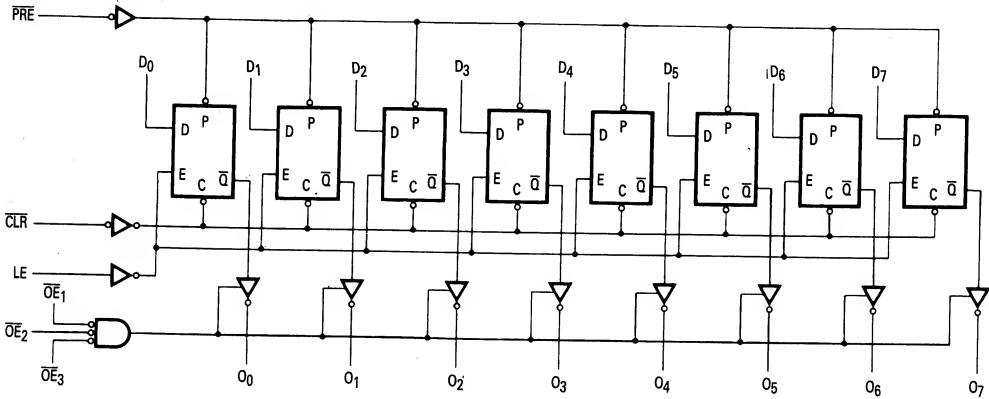 PRE
D0 D1 D2 D3 D4 D5 D6 D7
P P P P P P P P
D D D D D D D D
E C Q E C Q E C Q E C Q E C Q E C Q E C Q E C Q
CLR
LE
OE1
OE2
OE3
O0 O1 O2 O3 O4 O5 O6 O7